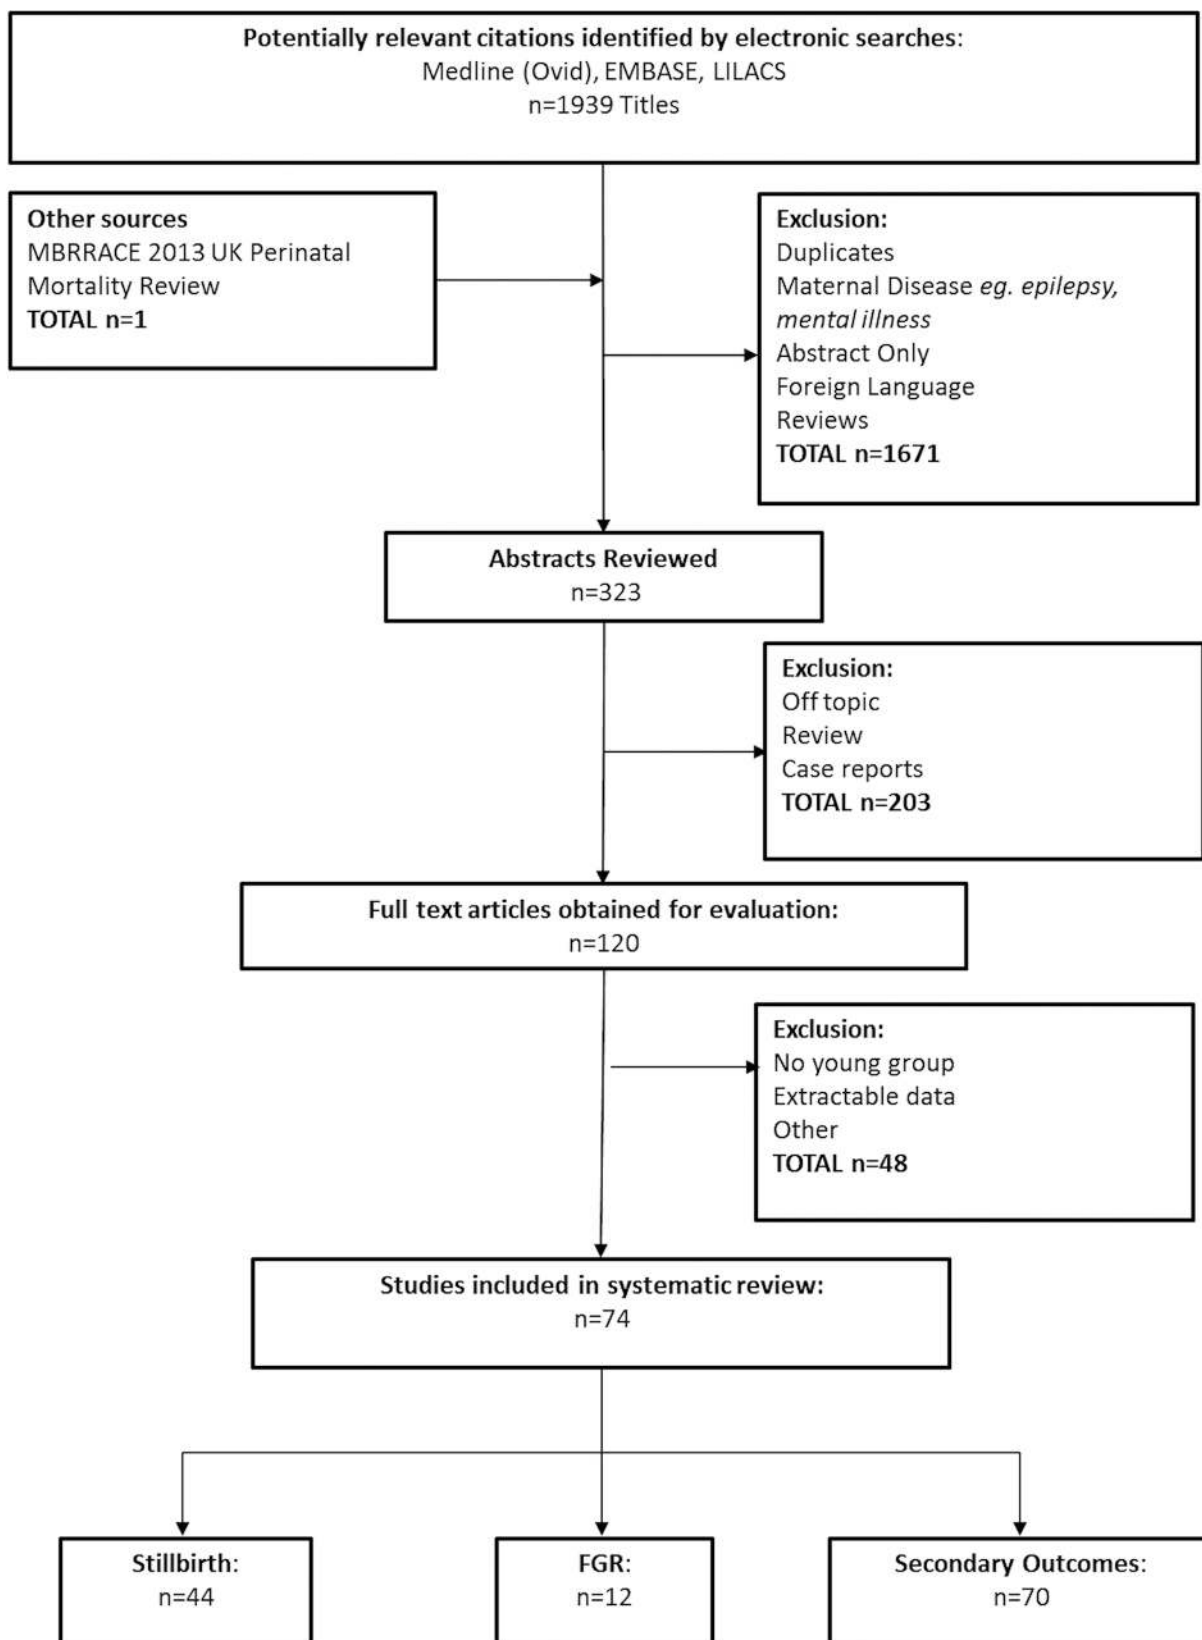 Potentially relevant citations identified by electronic searches:
Medline (Ovid), EMBASE, LILACS
n=1939 Titles
Other sources
MBRRACE 2013 UK Perinatal
Mortality Review
TOTAL n=1
Exclusion:
Duplicates
Maternal Disease eg. epilepsy,
mental illness
Abstract Only
Foreign Language
Reviews
TOTAL n=1671
Abstracts Reviewed
n=323
Exclusion:
Off topic
Review
Case reports
TOTAL n=203
Full text articles obtained for evaluation:
n=120
Exclusion:
No young group
Extractable data
Other
TOTAL n=48
Studies included in systematic review:
n=74
Stillbirth:
n=44
FGR:
n=12
Secondary Outcomes:
n=70